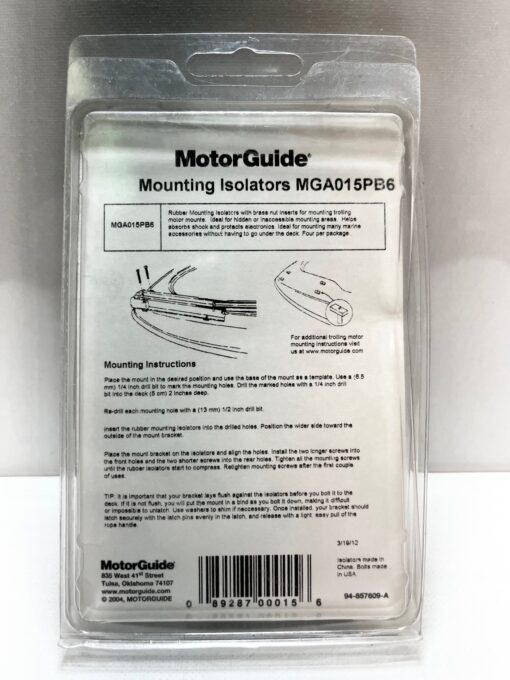 MotorGuide®
Mounting Isolators MGA015PB6
MGA015PB6
Rubber Mounting Isolators with brass nut inserts for mounting trolling
motor mounts. Ideal for hidden or inaccessible mounting areas. Helps
absorbs shock and protects electronics. Ideal for mounting many marine
accessories without having to go under the deck. Four per package.
For additional trolling motor
mounting instructions visit
us at www.motorguide.com
Mounting Instructions
Place the mount in the desired position and use the base of the mount as a template. Use a (6.5
mm) 1/4 inch drill bit to mark the mounting holes. Drill the marked holes with a 1/4 inch drill
bit into the deck (5 cm) 2 inches deep.
Re-drill each mounting hole with a (13 mm) 1/2 inch drill bit.
Insert the rubber mounting isolators into the drilled holes. Position the wider side toward the
outside of the mount bracket.
Place the mount bracket on the isolators and align the holes. Install the two longer screws into
the front holes and the two shorter screws into the rear holes. Tighten all the mounting screws
until the rubber isolators start to compress. Retighten mounting screws after the first couple
of uses.
TIP: It is important that your bracket lays flush against the isolators before you bolt it to the
deck. If it is not flush, you will put the mount in a bind as you bolt it down, making it difficult
or impossible to unlatch. Use washers to shim if neccessary. Once installed, your bracket should
latch securely with the latch pins evenly in the latch, and release with a light, easy pull of the
rope handle.
3/19/12
MotorGuide®
835 West 41st Street
Tulsa, Oklahoma 74107
www.motorguide.com
© 2004, MOTORGUIDE
Isolators made in
China. Bolts made
in USA.
0 89287 00015 6
94-857609-A